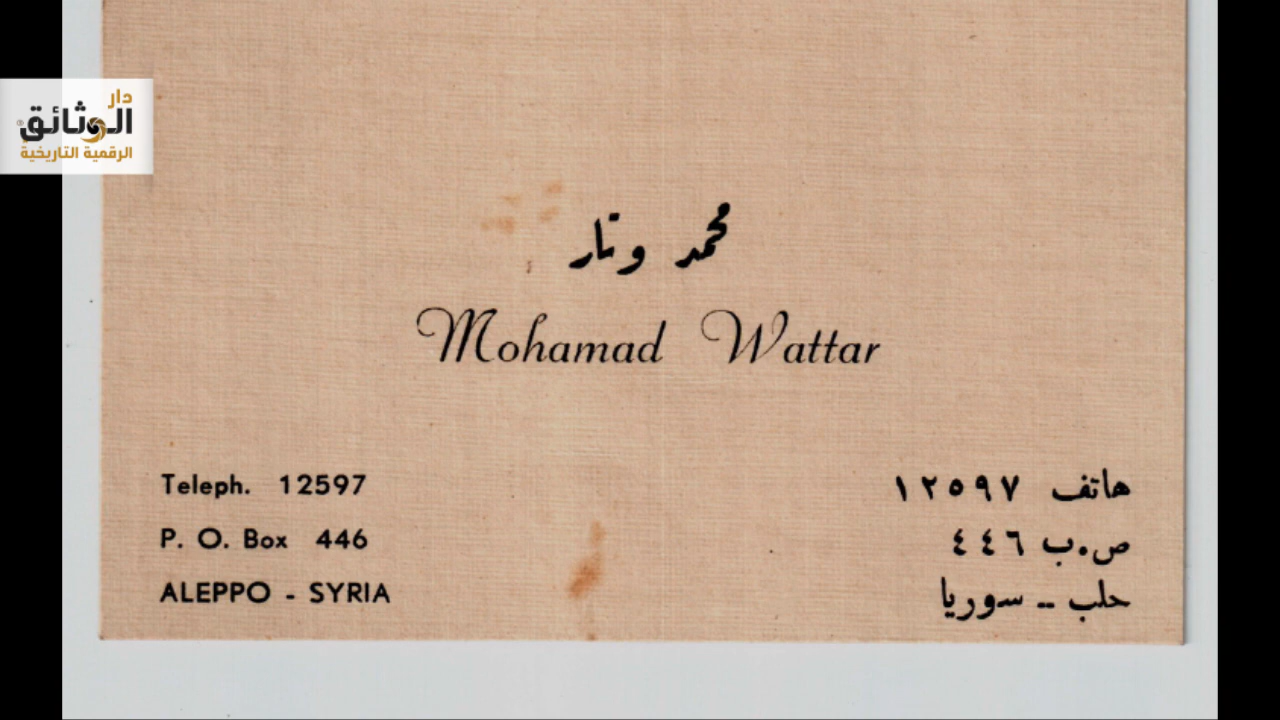 دار
الوثائق
الرقمية التاريخية
محمد وتار
Mohamad Wattar
Teleph. 12597
P. O. Box 446
ALEPPO - SYRIA
هاتف ١٢٥٩٧
ص.ب ٤٤٦
حلب -- سوريا